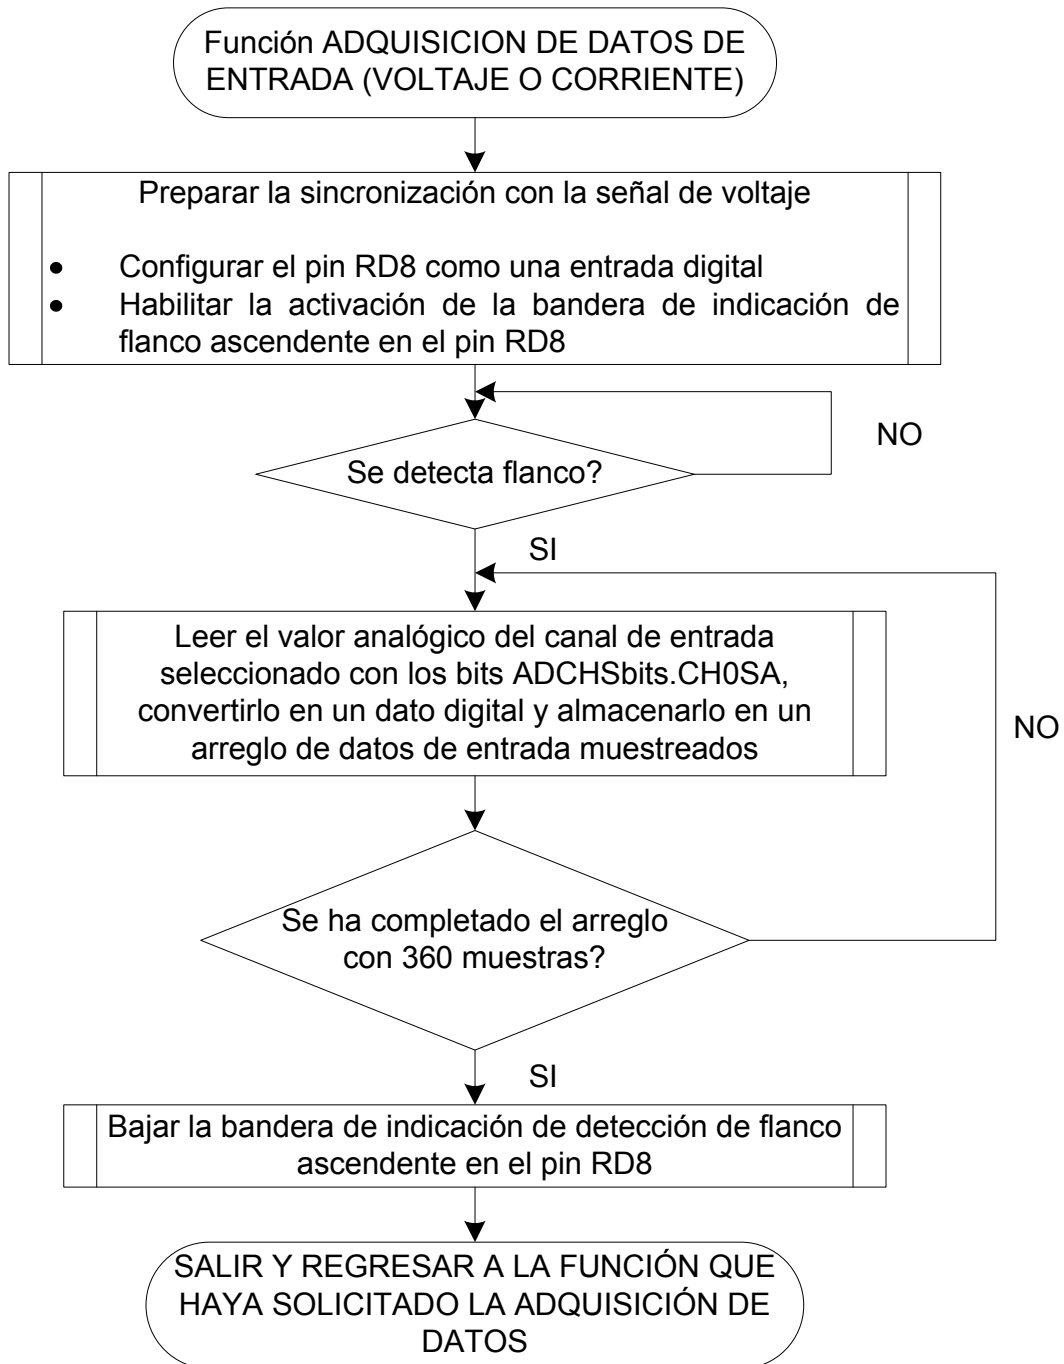 Función ADQUISICION DE DATOS DE
ENTRADA (VOLTAJE O CORRIENTE)
Preparar la sincronización con la señal de voltaje
• Configurar el pin RD8 como una entrada digital
• Habilitar la activación de la bandera de indicación de
flanco ascendente en el pin RD8
NO
Se detecta flanco?
SI
Leer el valor analógico del canal de entrada
seleccionado con los bits ADCHSbits.CH0SA,
convertirlo en un dato digital y almacenarlo en un
arreglo de datos de entrada muestreados
NO
Se ha completado el arreglo
con 360 muestras?
SI
Bajar la bandera de indicación de detección de flanco
ascendente en el pin RD8
SALIR Y REGRESAR A LA FUNCIÓN QUE
HAYA SOLICITADO LA ADQUISICIÓN DE
DATOS